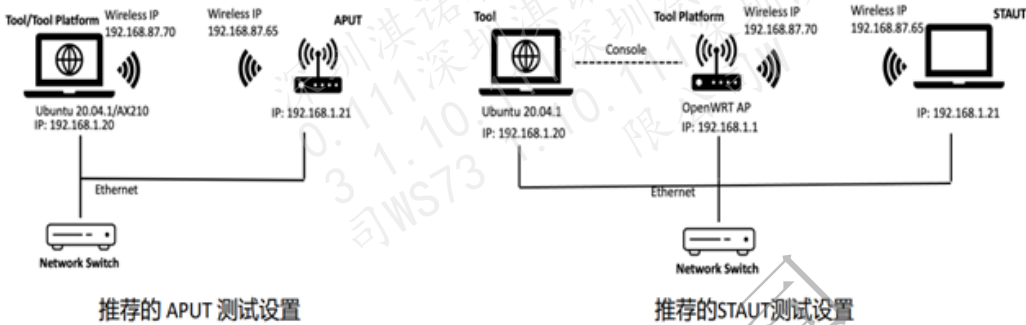 Tool/Tool Platform
Wireless IP
192.168.87.70
Wireless IP
192.168.87.65
APUT
Ubuntu 20.04.1/AX210
IP: 192.168.1.20
IP: 192.168.1.21
Ethernet
Network Switch
推荐的 APUT 测试设置
Tool
Console
Tool Platform
Wireless IP
192.168.87.70
Wireless IP
192.168.87.65
STAUT
Ubuntu 20.04.1
IP: 192.168.1.20
OpenWRT AP
IP: 192.168.1.1
IP: 192.168.1.21
Ethernet
Network Switch
推荐的STAUT测试设置